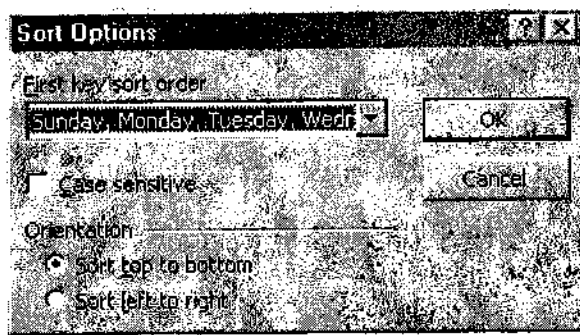 Sort Options
First key sort order
Sunday, Monday, Tuesday, Wedr
OK
Case sensitive
Cancel
Orientation
Sort top to bottom
Sort left to right